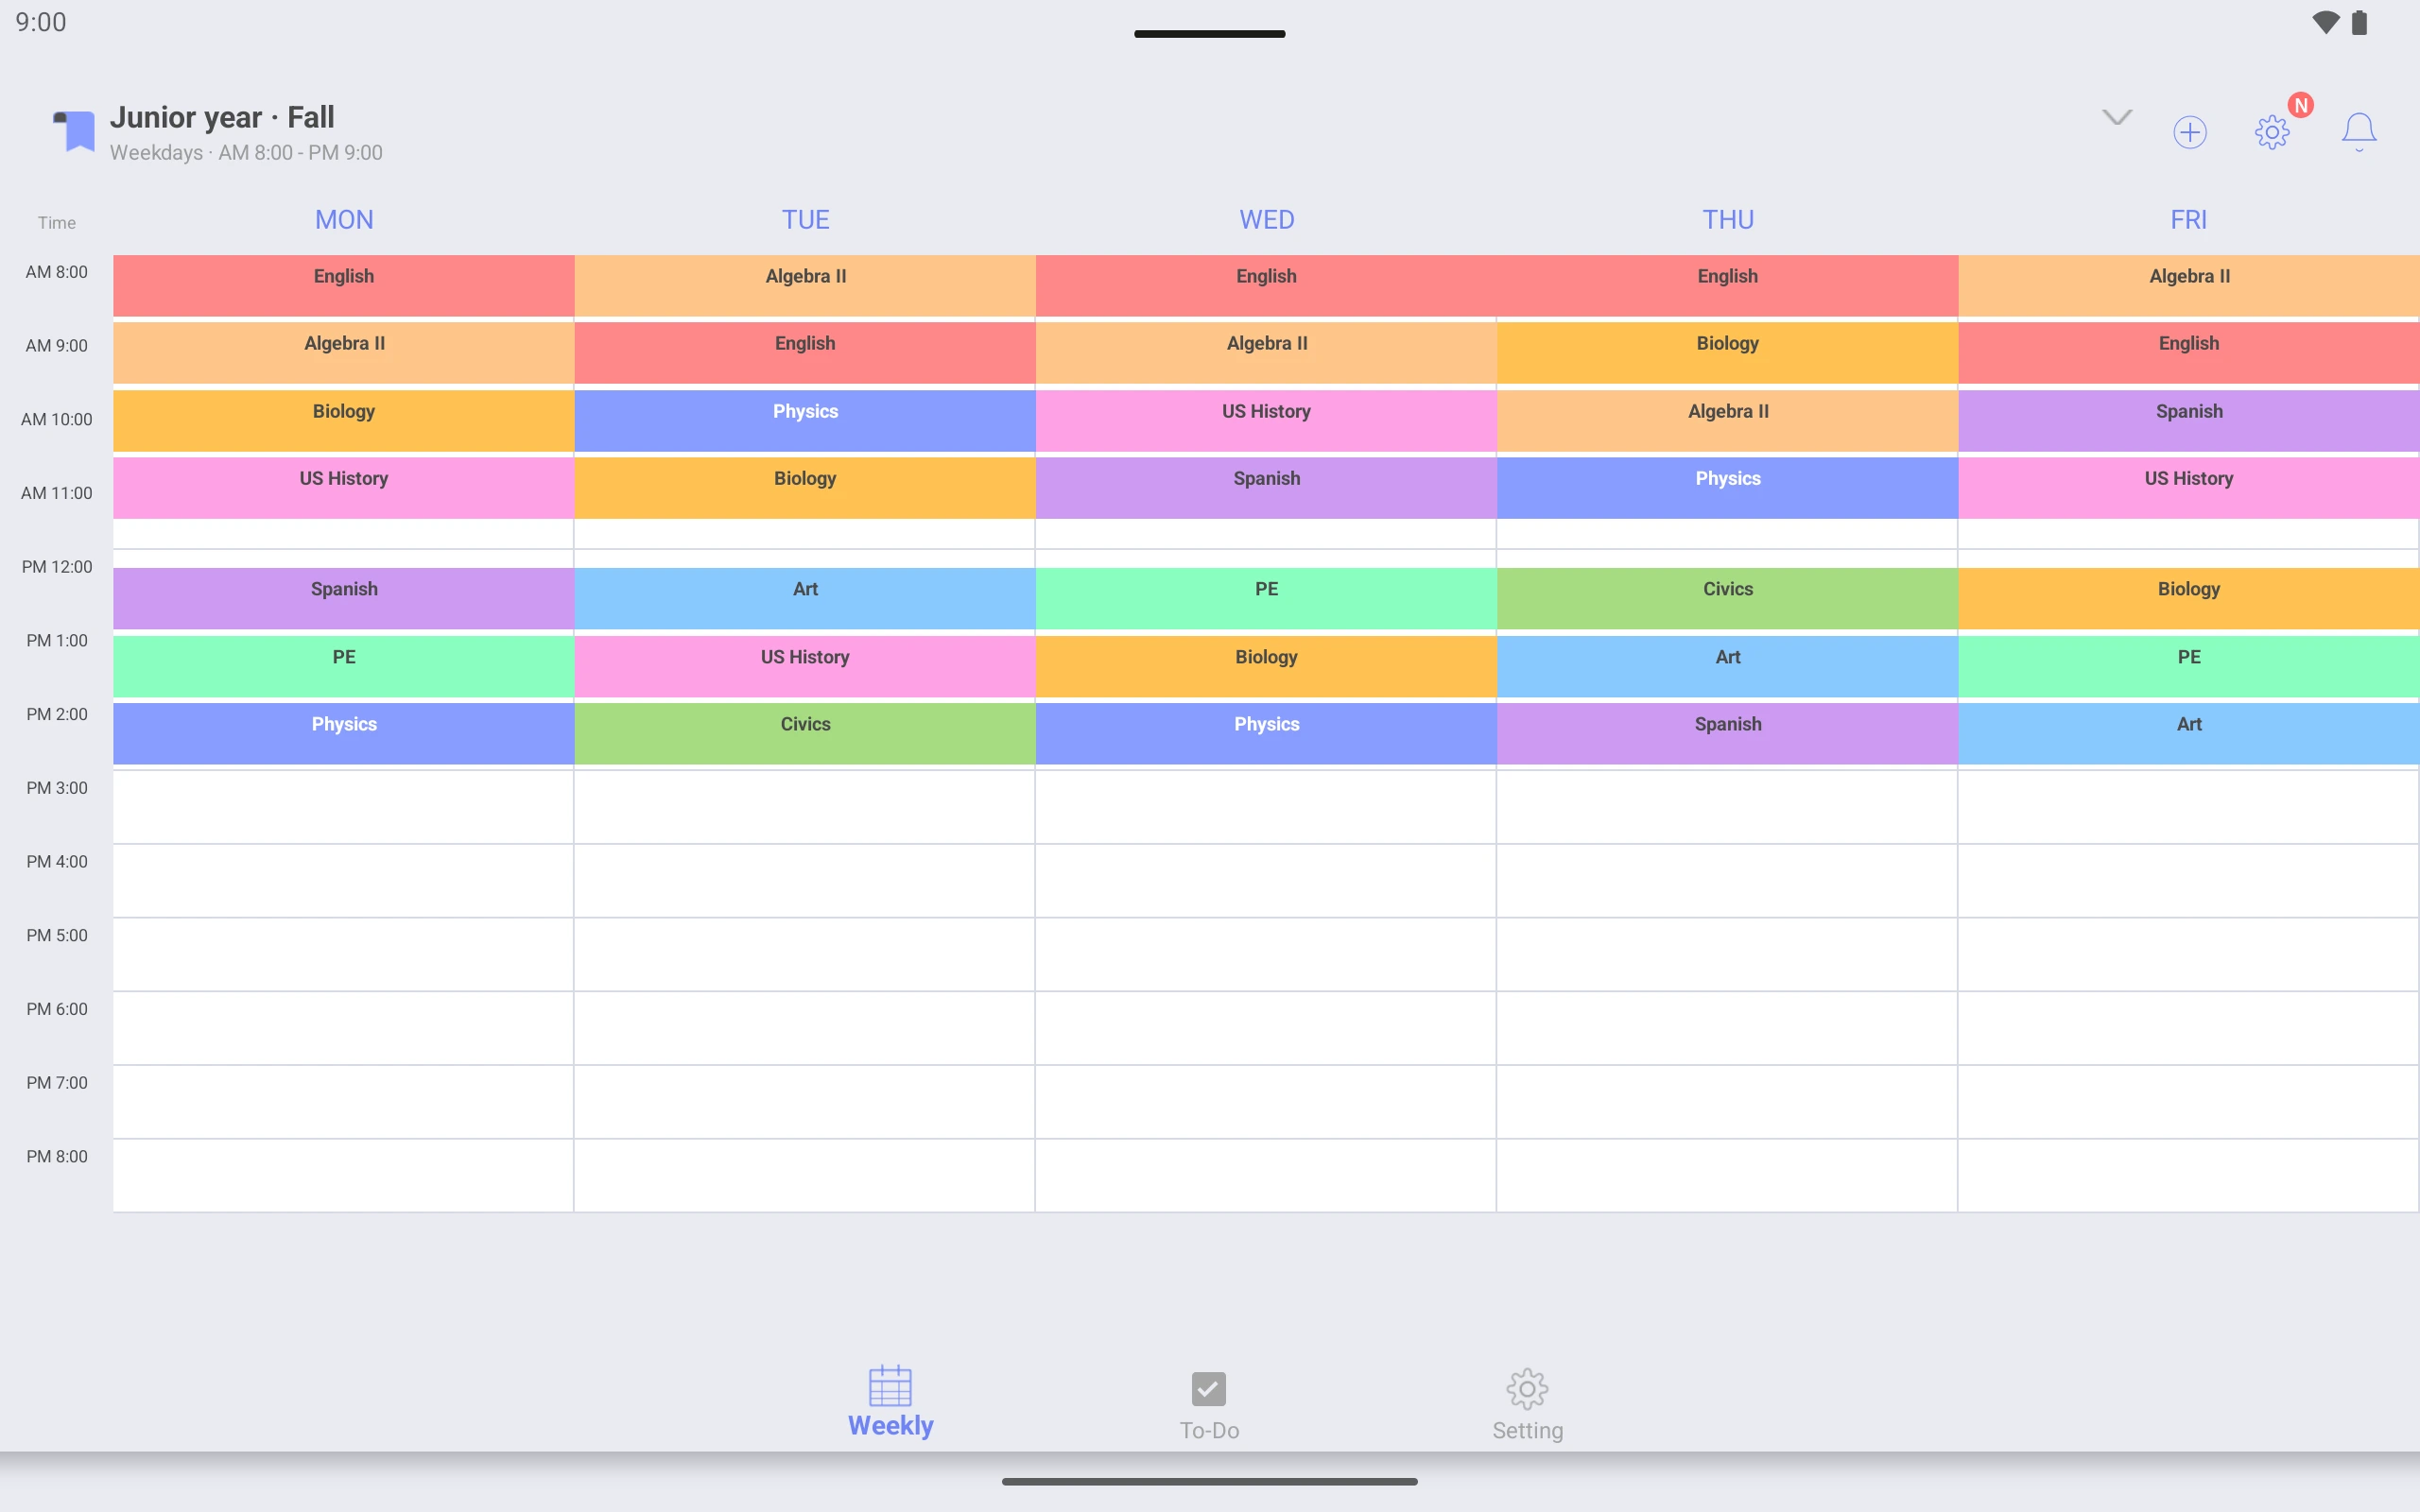 9:00
Junior year · Fall
N
Weekdays · AM 8:00 - PM 9:00
Time MON TUE WED THU FRI
AM 8:00 English Algebra II English English Algebra II
AM 9:00 Algebra II English Algebra II Biology English
AM 10:00 Biology Physics US History Algebra II Spanish
AM 11:00 US History Biology Spanish Physics US History
PM 12:00 Spanish Art PE Civics Biology
PM 1:00 PE US History Biology Art PE
PM 2:00 Physics Civics Physics Spanish Art
PM 3:00
PM 4:00
PM 5:00
PM 6:00
PM 7:00
PM 8:00
Weekly To-Do Setting